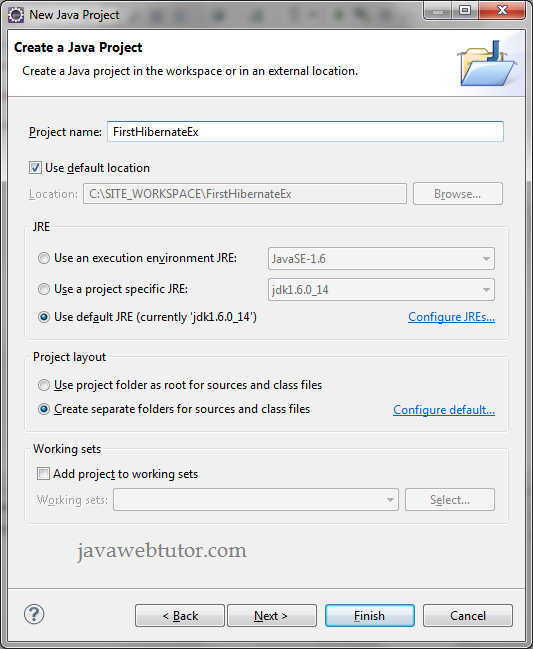 New Java Project
Create a Java Project
Create a Java project in the workspace or in an external location.
Project name: FirstHibernateEx
Use default location
Location: C:\SITE_WORKSPACE\FirstHibernateEx Browse...
JRE
Use an execution environment JRE: JavaSE-1.6
Use a project specific JRE: jdk1.6.0_14
Use default JRE (currently 'jdk1.6.0_14') Configure JREs...
Project layout
Use project folder as root for sources and class files
Create separate folders for sources and class files Configure default...
Working sets
Add project to working sets
Working sets: Select...
javawebtutor.com
? < Back Next > Finish Cancel